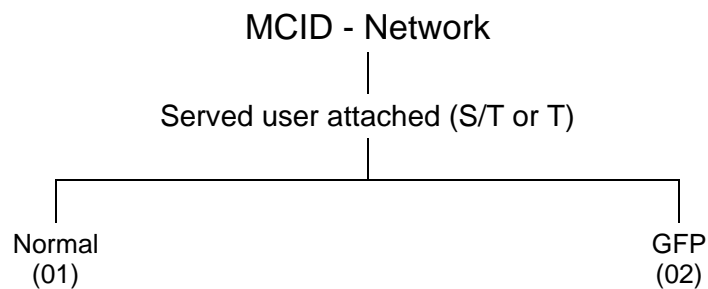 MCID - Network
Served user attached (S/T or T)
Normal
(01)
GFP
(02)